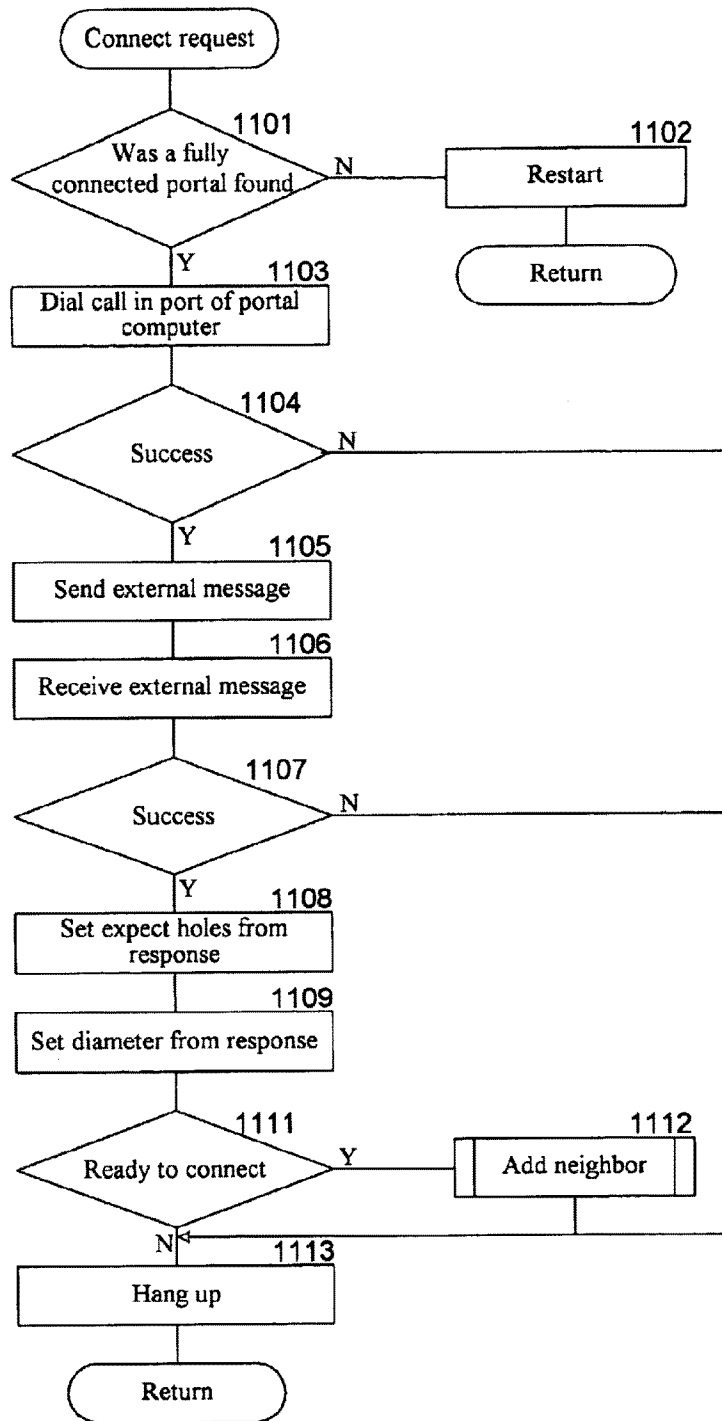 Connect request
1101
Was a fully
connected portal found
N
1102
Restart
Return
Y
1103
Dial call in port of portal
computer
1104
Success
N
Y
1105
Send external message
1106
Receive external message
1107
Success
N
Y
1108
Set expect holes from
response
1109
Set diameter from response
1111
Ready to connect
Y
1112
Add neighbor
N
1113
Hang up
Return